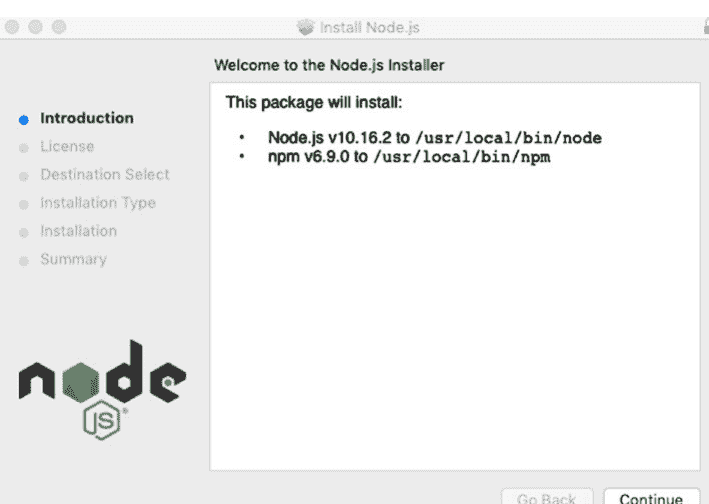 Install Node.js
Welcome to the Node.js Installer
Introduction
License
Destination Select
Installation Type
Installation
Summary
This package will install:
• Node.js v10.16.2 to /usr/local/bin/node
• npm v6.9.0 to /usr/local/bin/npm
node
JS
Go Back
Continue